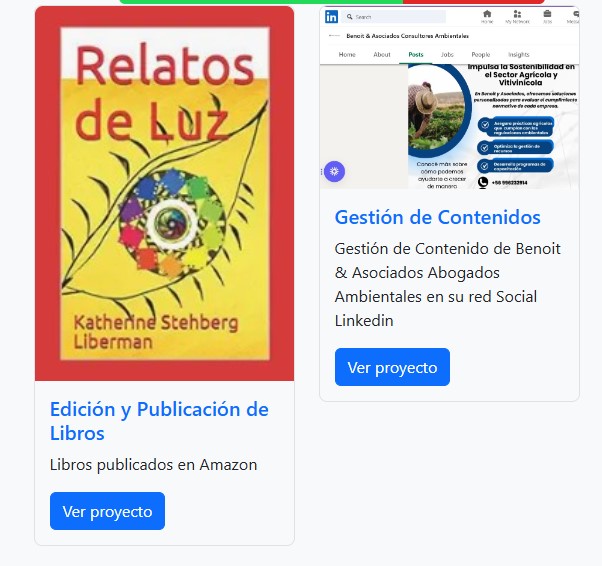 Relatos
de Luz
Katherine Stehberg
Liberman
Edición y Publicación de
Libros
Libros publicados en Amazon
Ver proyecto
in
Search
Home
My Network
Jobs
Benoit & Asociados Consultores Ambientales
Home About Posts Jobs People Insights
Impulsa la Sostenibilidad en
el Sector Agrícola y
Vitivinícola
En Benoit y Asociados, ofrecemos soluciones
personalizadas para evaluar el cumplimiento
normativo de cada empresa.
Asegura prácticas agrícolas
que cumplan con las
regulaciones ambientales
Optimiza la gestión de
recursos
Desarrollo programas de
capacitación
Conocé más sobre
cómo podemos
ayudarte a crecer
de manera
+56 996232914
Gestión de Contenidos
Gestión de Contenido de Benoit
& Asociados Abogados
Ambientales en su red Social
Linkedin
Ver proyecto